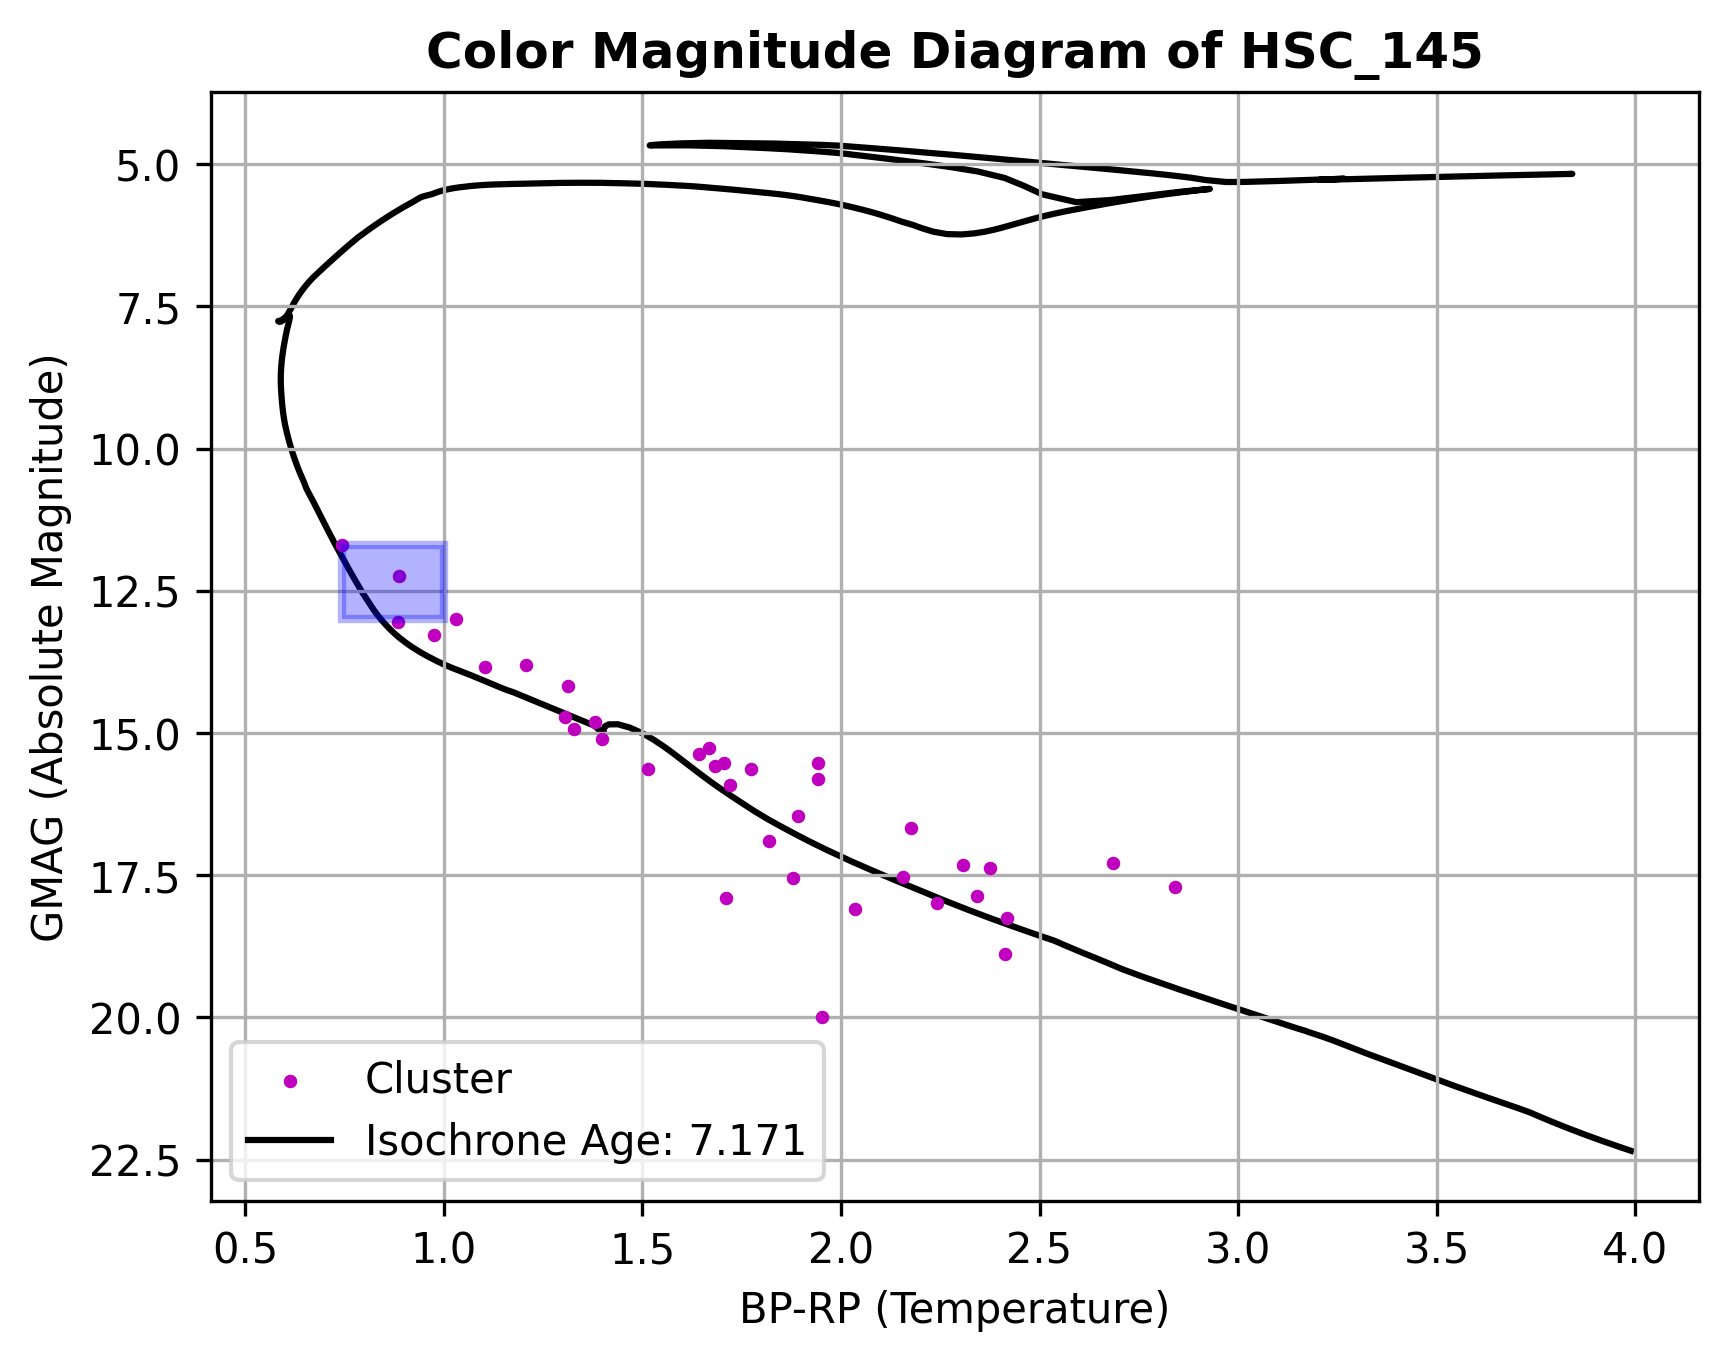 Color Magnitude Diagram of HSC_145
GMAG (Absolute Magnitude)
5.0
7.5
10.0
12.5
15.0
17.5
20.0
22.5
Cluster
Isochrone Age: 7.171
0.5 1.0 1.5 2.0 2.5 3.0 3.5 4.0
BP-RP (Temperature)